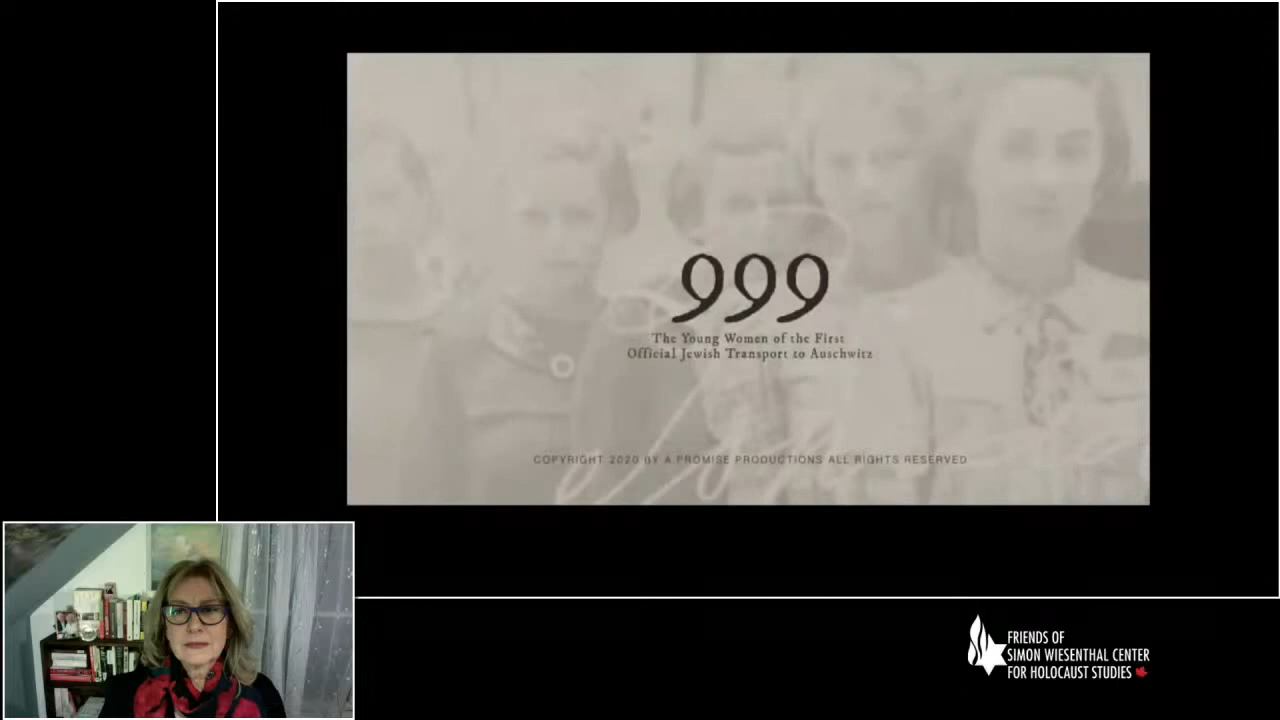 999
The Young Women of the First
Official Jewish Transport to Auschwitz
COPYRIGHT 2020 BY A PROMISE PRODUCTIONS ALL RIGHTS RESERVED
FRIENDS OF
SIMON WIESENTHAL CENTER
FOR HOLOCAUST STUDIES